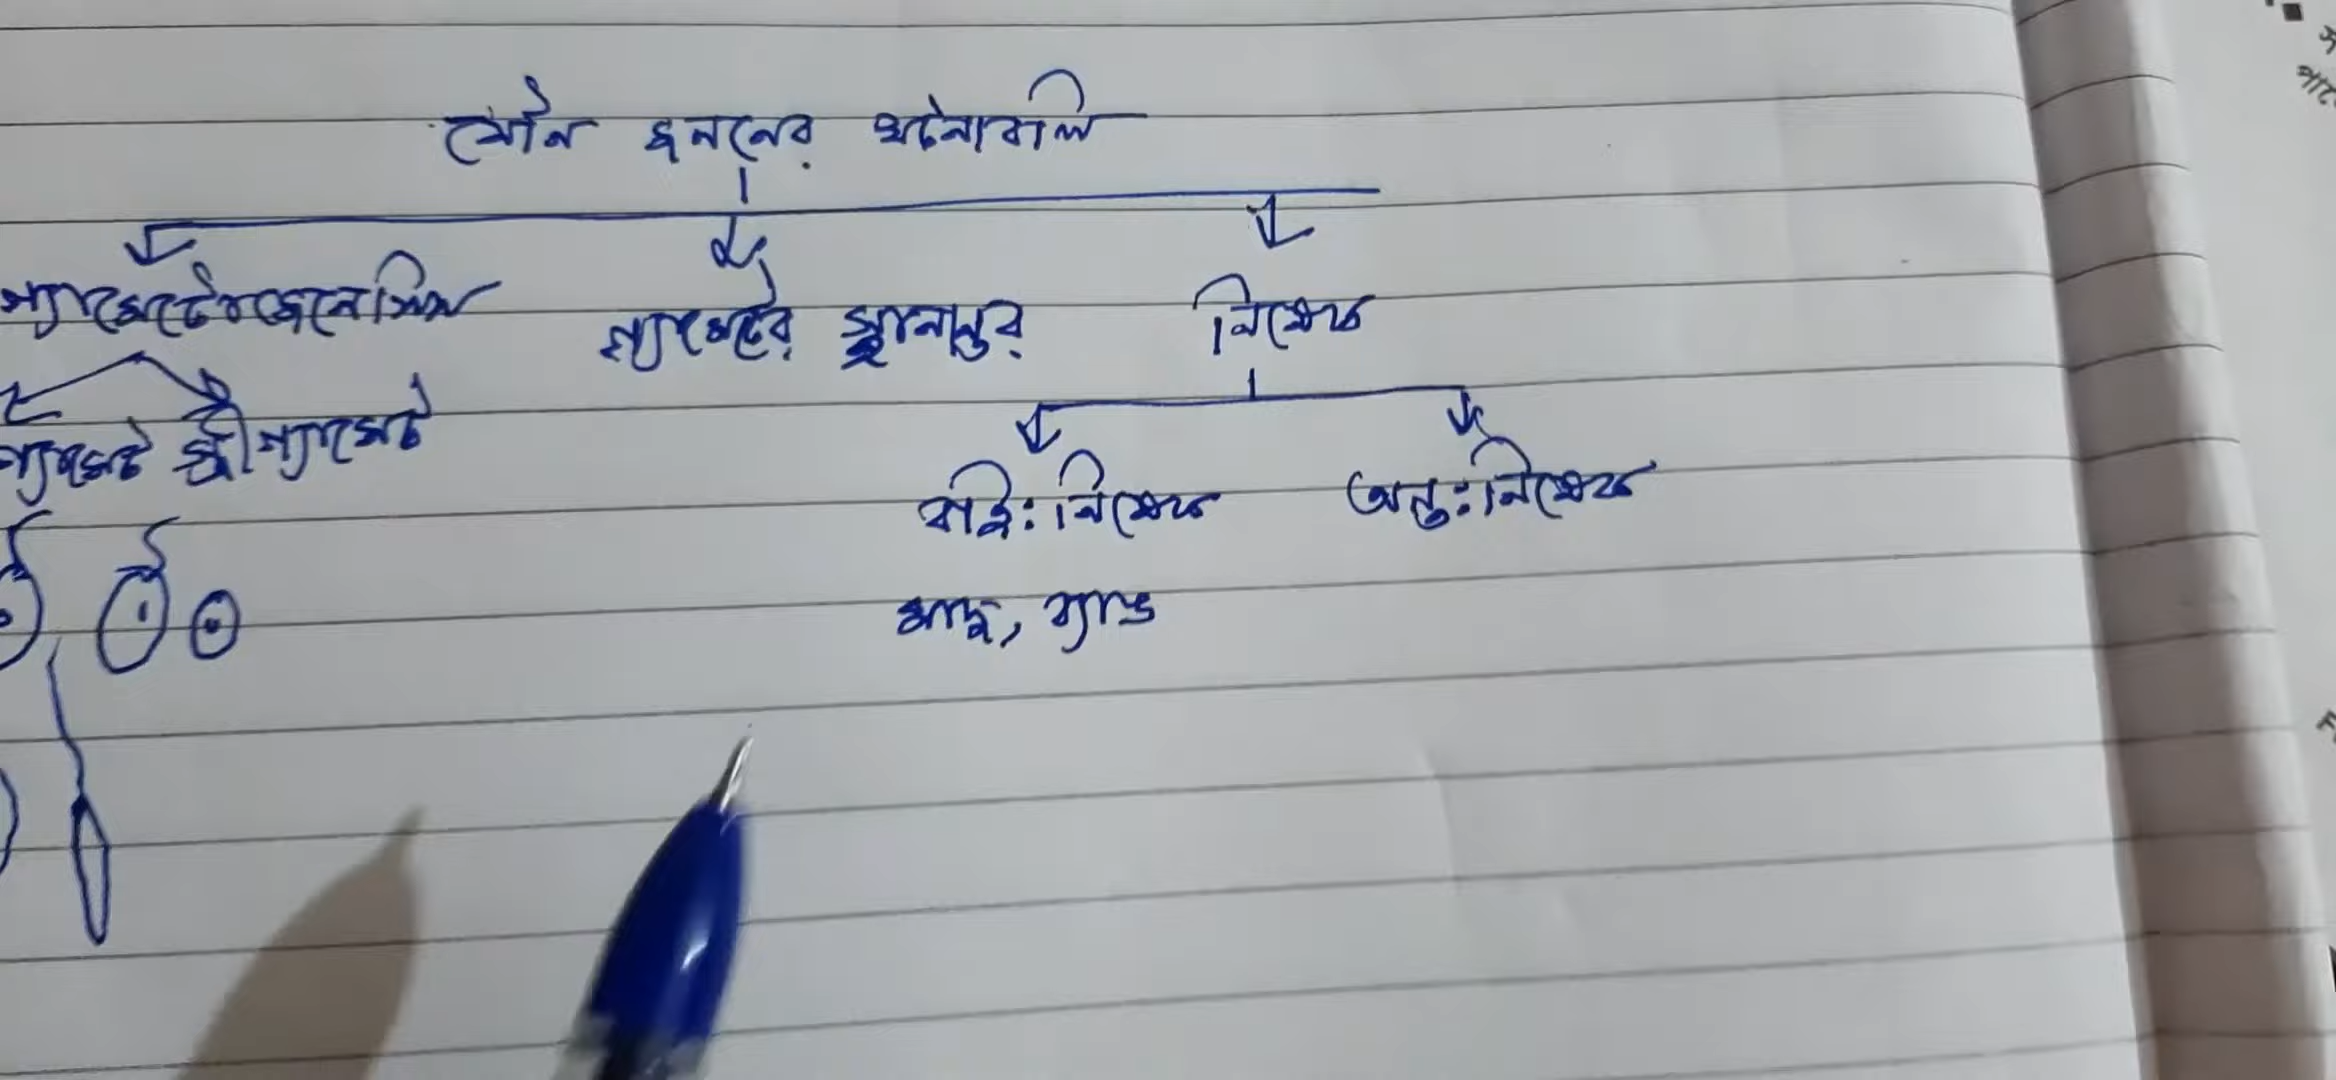 যৌন জননের ঘটনাবলি
গ্যামেটোজেনেসিস গ্যামেটের স্থানান্তর নিষেক
গ্যামেট স্ত্রীগ্যামেট
বহি:নিষেক অন্ত:নিষেক
মাছ, ব্যাঙ